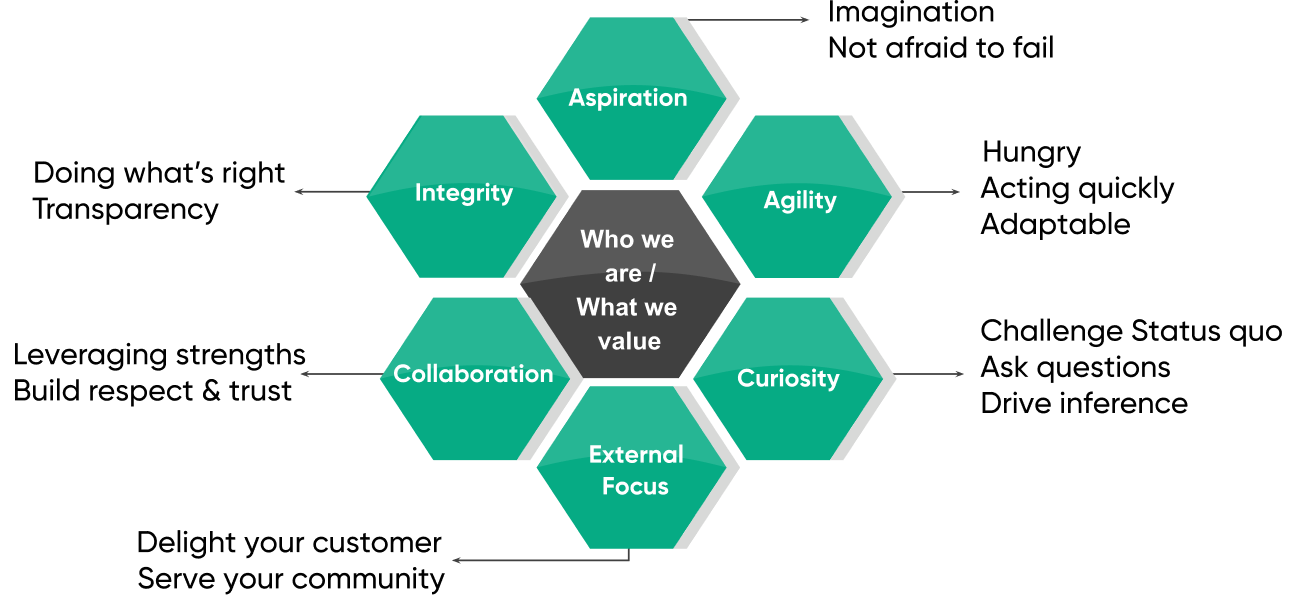 Imagination
Not afraid to fail
Aspiration
Doing what's right
Transparency
Integrity
Agility
Hungry
Acting quickly
Adaptable
Who we
are /
What we
value
Leveraging strengths
Build respect & trust
Collaboration
Curiosity
Challenge Status quo
Ask questions
Drive inference
External
Focus
Delight your customer
Serve your community